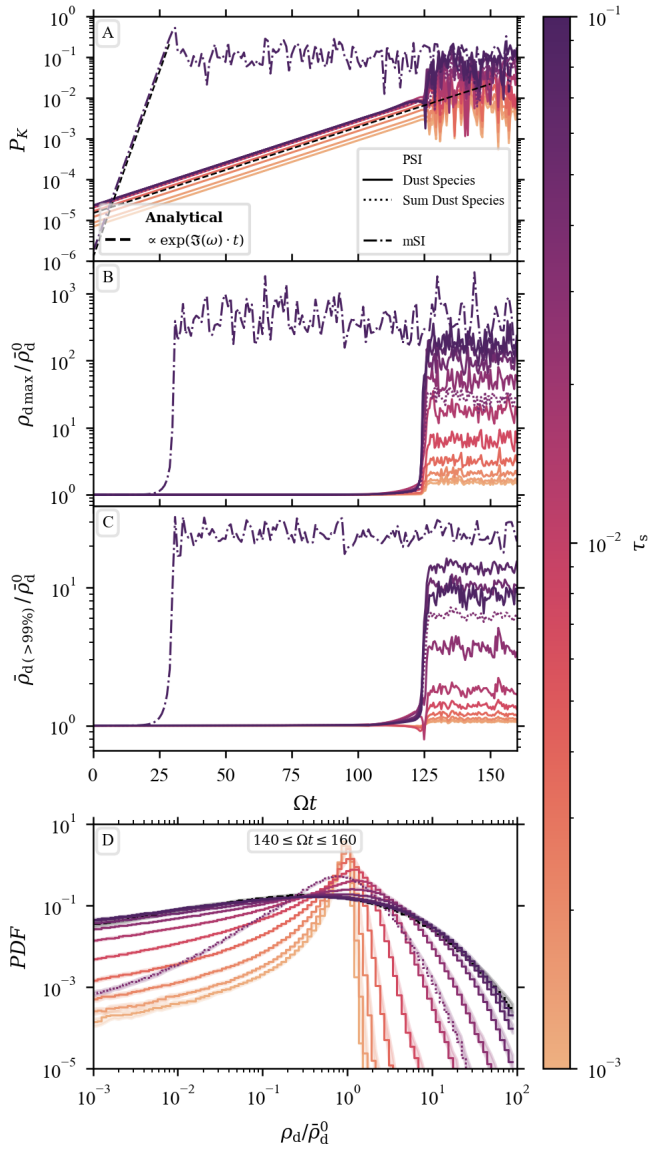 A
10^0
10^-1
10^-2
10^-3
10^-4
10^-5
10^-6
P_K
PSI
Dust Species
Sum Dust Species
mSI
Analytical
∝ exp(ℑ(ω) · t)
B
10^3
10^2
10^1
10^0
ρ_d max / ρ̄_d^0
C
10^1
10^0
ρ̄_d (>99%) / ρ̄_d^0
0 25 50 75 100 125 150
Ωt
D
140 ≤ Ωt ≤ 160
10^1
10^-1
10^-3
10^-5
PDF
10^-3 10^-2 10^-1 10^0 10^1 10^2
ρ_d/ρ̄_d^0
10^-1
10^-2
10^-3
τ_s